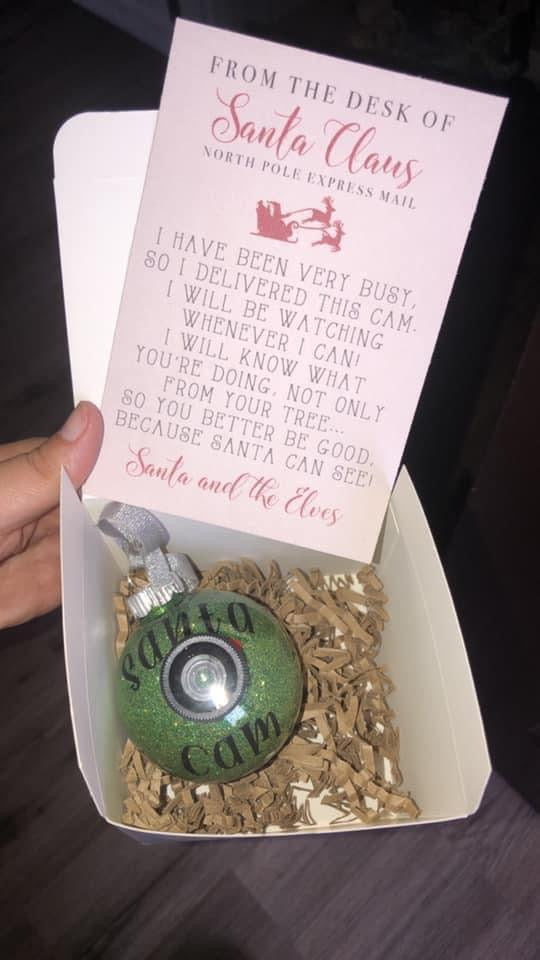 FROM THE DESK OF
Santa Claus
NORTH POLE EXPRESS MAIL
I HAVE BEEN VERY BUSY,
SO I DELIVERED THIS CAM.
I WILL BE WATCHING
WHENEVER I CAN!
I WILL KNOW WHAT
YOU'RE DOING, NOT ONLY
FROM YOUR TREE...
SO YOU BETTER BE GOOD,
BECAUSE SANTA CAN SEE!
Santa and the Elves
santa
cam